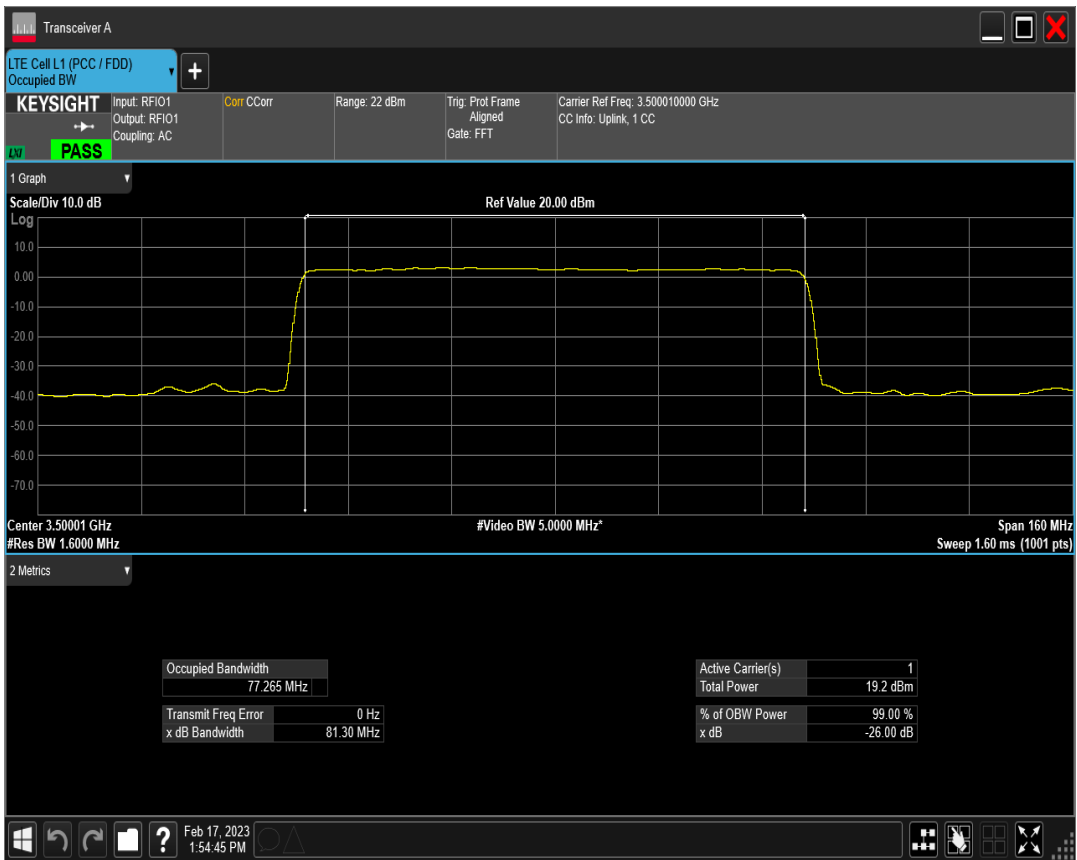 Transceiver A
LTE Cell L1 (PCC / FDD)
Occupied BW
+
KEYSIGHT
LXI
PASS
Input: RFIO1
Output: RFIO1
Coupling: AC
Corr CCorr
Range: 22 dBm
Trig: Prot Frame
Aligned
Gate: FFT
Carrier Ref Freq: 3.500010000 GHz
CC Info: Uplink, 1 CC
1 Graph
Scale/Div 10.0 dB
Ref Value 20.00 dBm
Log
10.0
0.00
-10.0
-20.0
-30.0
-40.0
-50.0
-60.0
-70.0
Center 3.50001 GHz
#Video BW 5.0000 MHz*
Span 160 MHz
#Res BW 1.6000 MHz
Sweep 1.60 ms (1001 pts)
2 Metrics
Occupied Bandwidth
77.265 MHz
Transmit Freq Error 0 Hz
x dB Bandwidth 81.30 MHz
Active Carrier(s) 1
Total Power 19.2 dBm
% of OBW Power 99.00 %
x dB -26.00 dB
?
Feb 17, 2023
1:54:45 PM